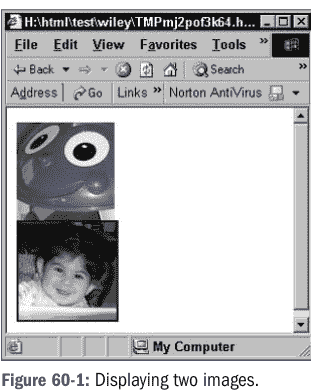 H:\html\test\wiley\TMPmj2pof3k64.h...
File Edit View Favorites Tools »
Back Search »
Address Go Links » Norton AntiVirus
My Computer
Figure 60-1: Displaying two images.